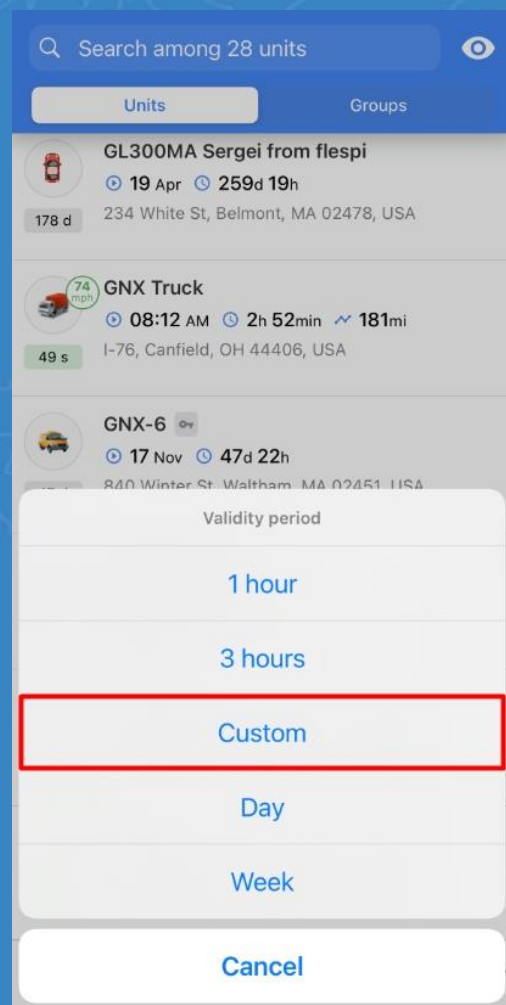 Search among 28 units
Units Groups
GL300MA Sergei from flespi
19 Apr 259d 19h
178 d 234 White St, Belmont, MA 02478, USA
74 mph GNX Truck
08:12 AM 2h 52min 181mi
49 s I-76, Canfield, OH 44406, USA
GNX-6
17 Nov 47d 22h
840 Winter St, Waltham, MA 02451, USA
Validity period
1 hour
3 hours
Custom
Day
Week
Cancel